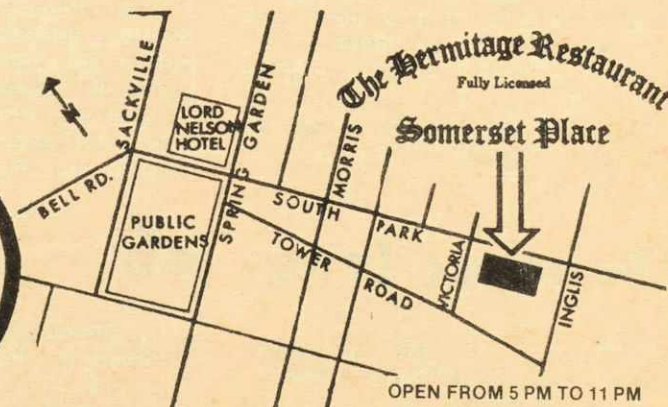 The Hermitage Restaurant
Fully Licensed
Somerset Place
SACKVILLE
LORD
NELSON
HOTEL
SPRING GARDEN
MORRIS
BELL RD.
PUBLIC
GARDENS
SOUTH PARK
TOWER ROAD
VICTORIA
INGLIS
OPEN FROM 5 PM TO 11 PM